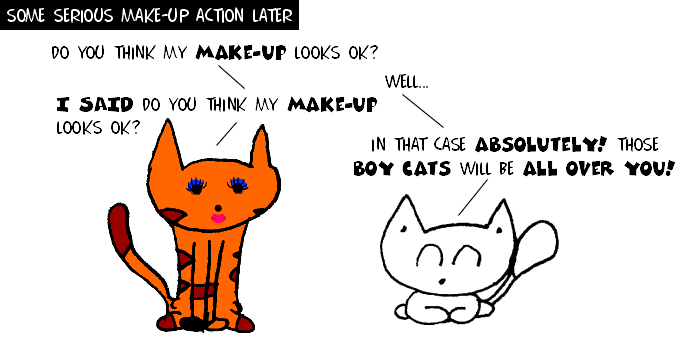 SOME SERIOUS MAKE-UP ACTION LATER
DO YOU THINK MY MAKE-UP LOOKS OK?
WELL...
I SAID DO YOU THINK MY MAKE-UP
LOOKS OK?
IN THAT CASE ABSOLUTELY! THOSE
BOY CATS WILL BE ALL OVER YOU!